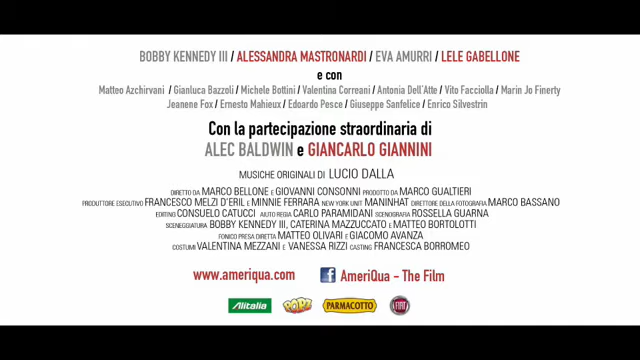 BOBBY KENNEDY III / ALESSANDRA MASTRONARDI / EVA AMURRI / LELE GABELLONE
e con
Matteo Azchirvani / Gianluca Bazzoli / Michele Bottini / Valentina Correani / Antonia Dell'Atte / Vito Facciolla / Marin Jo Finerty
Jeanene Fox / Ernesto Mahieux / Edoardo Pesce / Giuseppe Sanfelice / Enrico Silvestrin
Con la partecipazione straordinaria di
ALEC BALDWIN e GIANCARLO GIANNINI
MUSICHE ORIGINALI DI LUCIO DALLA
DIRETTO DA MARCO BELLONE E GIOVANNI CONSONNI PRODOTTO DA MARCO GUALTIERI
PRODUTTORE ESECUTIVO FRANCESCO MELZI D'ERIL E MINNIE FERRARA NEW YORK UNIT MANINHAT DIRETTORE DELLA FOTOGRAFIA MARCO BASSANO
EDITING CONSUELO CATUCCI AIUTO REGIA CARLO PARAMIDANI SCENOGRAFIA ROSSELLA GUARNA
SCENEGGIATURA BOBBY KENNEDY III, CATERINA MAZZUCATO E MATTEO BORTOLOTTI
FONICO PRESA DIRETTA MATTEO OLIVARI E GIACOMO AVANZA
COSTUMI VALENTINA MEZZANI E VANESSA RIZZI CASTING FRANCESCA BORROMEO
www.ameriqua.com f AmeriQua - The Film
Alitalia POPZ PARMACOTTO FIAT